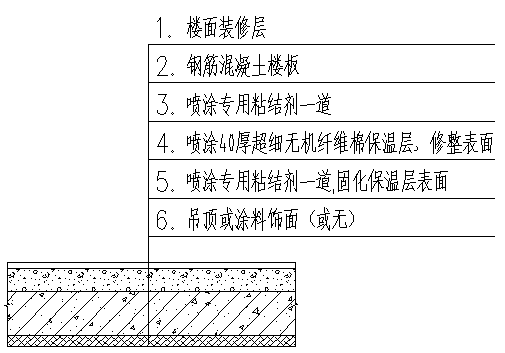 1. 楼面装修层
2. 钢筋混凝土楼板
3. 喷涂专用粘结剂一道
4. 喷涂40厚超细无机纤维棉保温层，修整表面
5. 喷涂专用粘结剂一道,固化保温层表面
6. 吊顶或涂料饰面（或无）